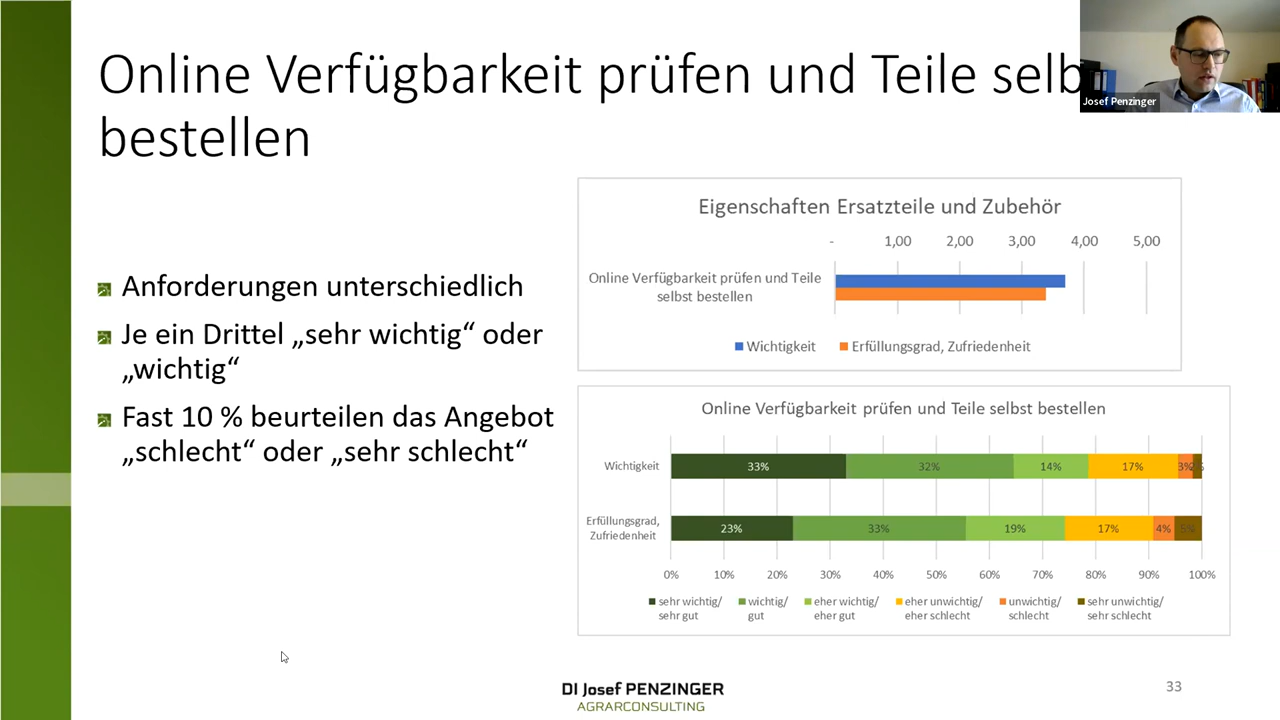 Online Verfügbarkeit prüfen und Teile selb
bestellen
Josef Penzinger
Anforderungen unterschiedlich
Je ein Drittel „sehr wichtig“ oder
„wichtig“
Fast 10 % beurteilen das Angebot
„schlecht“ oder „sehr schlecht“
Eigenschaften Ersatzteile und Zubehör
- 1,00 2,00 3,00 4,00 5,00
Online Verfügbarkeit prüfen und Teile
selbst bestellen
Wichtigkeit Erfüllungsgrad, Zufriedenheit
Online Verfügbarkeit prüfen und Teile selbst bestellen
Wichtigkeit 33% 32% 14% 17% 3% 2%
Erfüllungsgrad,
Zufriedenheit
23% 33% 19% 17% 4% 5%
0% 10% 20% 30% 40% 50% 60% 70% 80% 90% 100%
sehr wichtig/ wichtig/ eher wichtig/ eher unwichtig/ unwichtig/ sehr unwichtig/
sehr gut gut eher gut eher schlecht schlecht sehr schlecht
DI Josef PENZINGER
AGRARCONSULTING
33